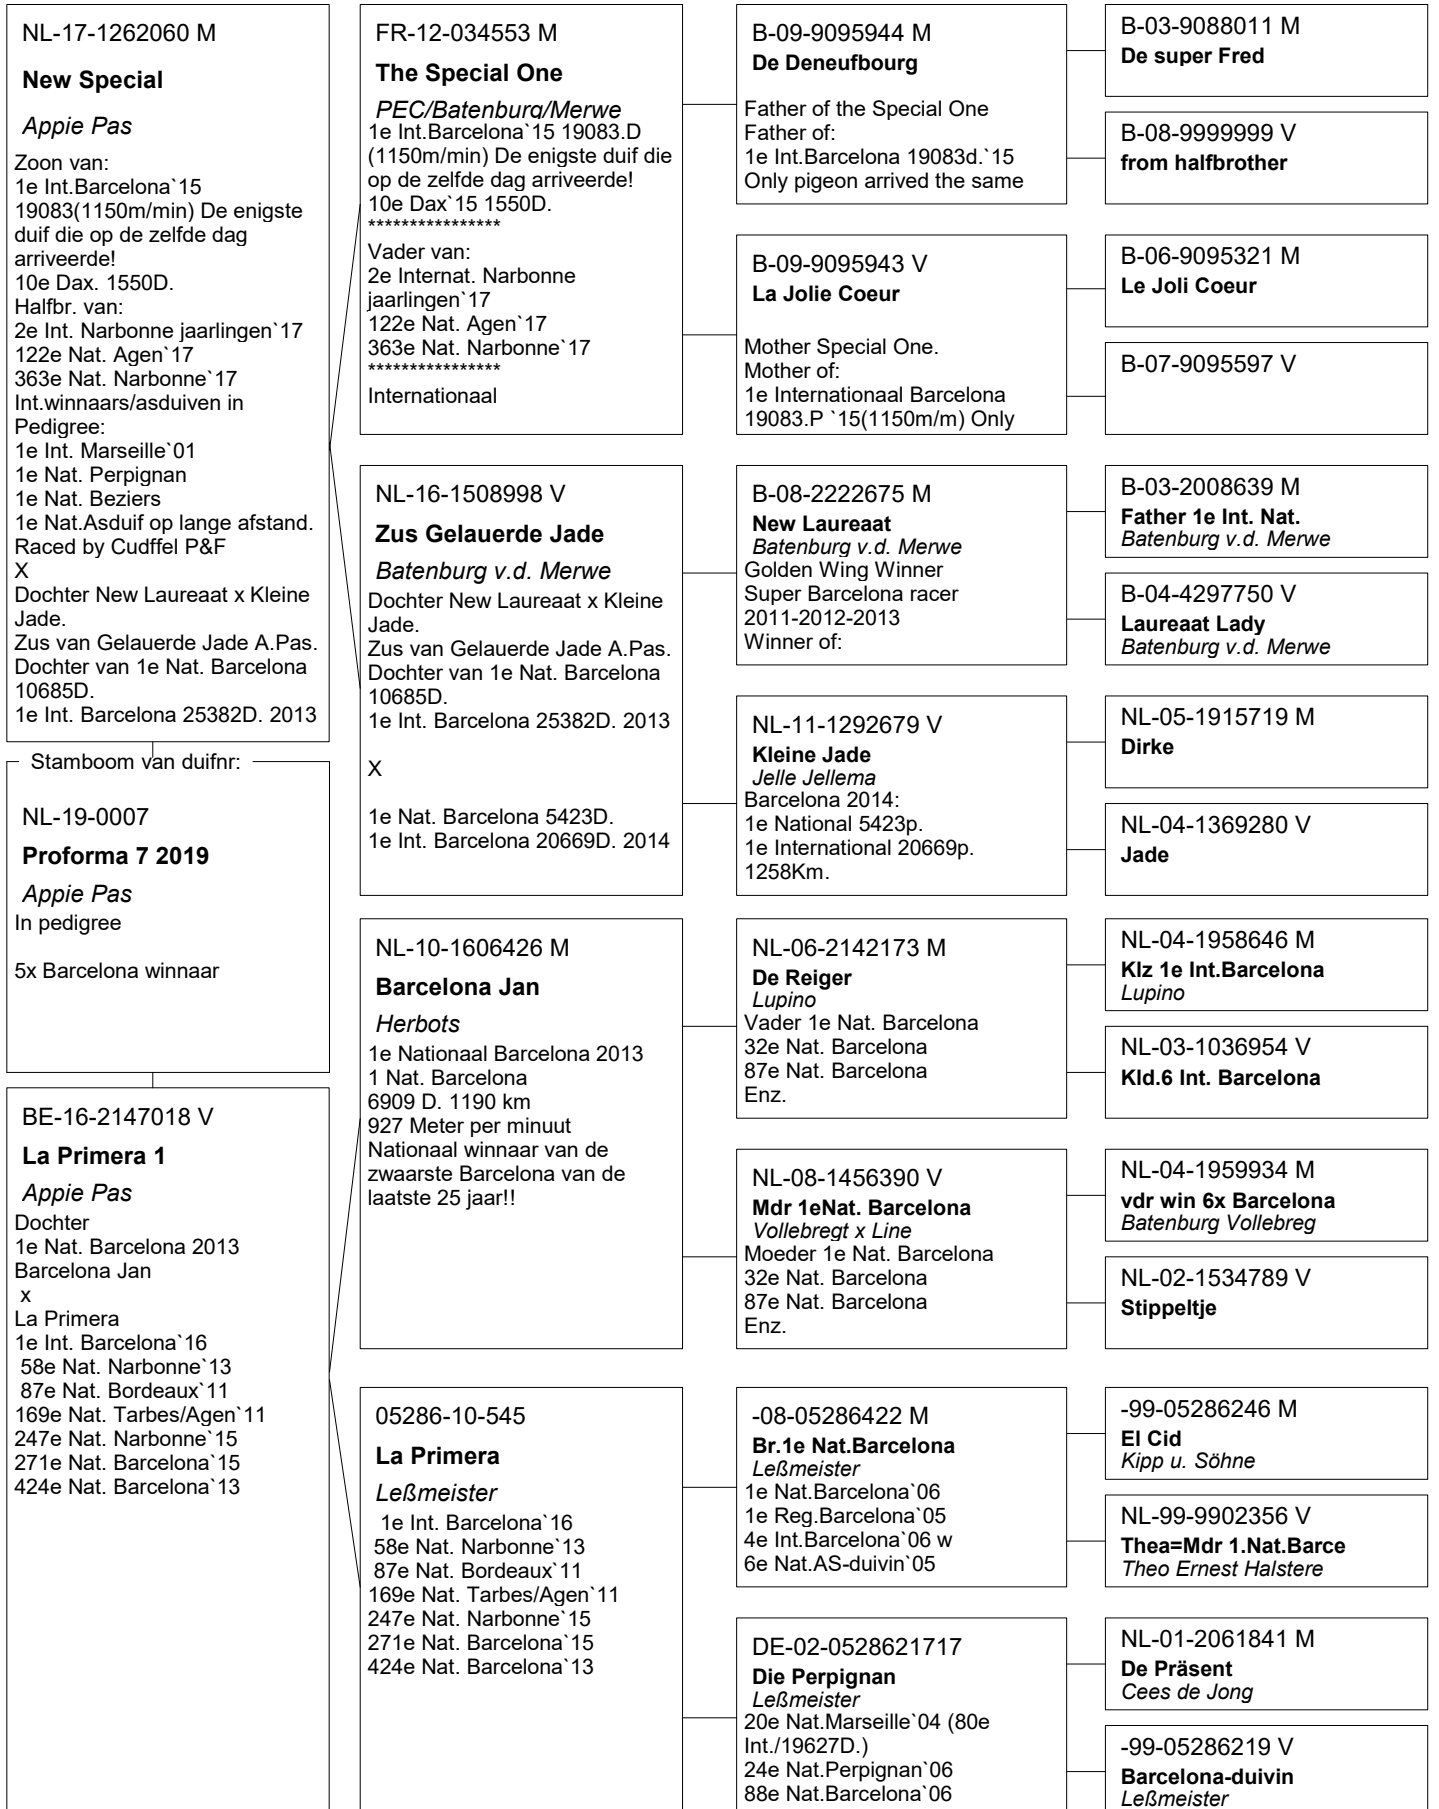 NL-17-1262060 M
New Special
Appie Pas
Zoon van:
1e Int.Barcelona`15
19083(1150m/min) De enigste
duif die op de zelfde dag
arriveerde!
10e Dax. 1550D.
Halfbr. van:
2e Int. Narbonne jaarlingen`17
122e Nat. Agen`17
363e Nat. Narbonne`17
Int.winnaars/asduiven in
Pedigree:
1e Int. Marseille`01
1e Nat. Perpignan
1e Nat. Beziers
1e Nat.Asduif op lange afstand.
Raced by Cudffel P&F
X
Dochter New Laureaat x Kleine
Jade.
Zus van Gelauerde Jade A.Pas.
Dochter van 1e Nat. Barcelona
10685D.
1e Int. Barcelona 25382D. 2013
Stamboom van duifnr:
NL-19-0007
Proforma 7 2019
Appie Pas
In pedigree
5x Barcelona winnaar
BE-16-2147018 V
La Primera 1
Appie Pas
Dochter
1e Nat. Barcelona 2013
Barcelona Jan
x
La Primera
1e Int. Barcelona`16
58e Nat. Narbonne`13
87e Nat. Bordeaux`11
169e Nat. Tarbes/Agen`11
247e Nat. Narbonne`15
271e Nat. Barcelona`15
424e Nat. Barcelona`13
FR-12-034553 M
The Special One
PEC/Batenburg/Merwe
1e Int.Barcelona`15 19083.D
(1150m/min) De enigste duif die
op de zelfde dag arriveerde!
10e Dax`15 1550D.
****************
Vader van:
2e Internat. Narbonne
jaarlingen`17
122e Nat. Agen`17
363e Nat. Narbonne`17
****************
Internationaal
NL-16-1508998 V
Zus Gelauerde Jade
Batenburg v.d. Merwe
Dochter New Laureaat x Kleine
Jade.
Zus van Gelauerde Jade A.Pas.
Dochter van 1e Nat. Barcelona
10685D.
1e Int. Barcelona 25382D. 2013
X
1e Nat. Barcelona 5423D.
1e Int. Barcelona 20669D. 2014
NL-10-1606426 M
Barcelona Jan
Herbots
1e Nationaal Barcelona 2013
1 Nat. Barcelona
6909 D. 1190 km
927 Meter per minuut
Nationaal winnaar van de
zwaarste Barcelona van de
laatste 25 jaar!!
05286-10-545
La Primera
Leßmeister
1e Int. Barcelona`16
58e Nat. Narbonne`13
87e Nat. Bordeaux`11
169e Nat. Tarbes/Agen`11
247e Nat. Narbonne`15
271e Nat. Barcelona`15
424e Nat. Barcelona`13
B-09-9095944 M
De Deneufbourg
Father of the Special One
Father of:
1e Int.Barcelona 19083d.`15
Only pigeon arrived the same
B-09-9095943 V
La Jolie Coeur
Mother Special One.
Mother of:
1e Internationaal Barcelona
19083.P `15(1150m/m) Only
B-08-2222675 M
New Laureaat
Batenburg v.d. Merwe
Golden Wing Winner
Super Barcelona racer
2011-2012-2013
Winner of:
NL-11-1292679 V
Kleine Jade
Jelle Jellema
Barcelona 2014:
1e National 5423p.
1e International 20669p.
1258Km.
NL-06-2142173 M
De Reiger
Lupino
Vader 1e Nat. Barcelona
32e Nat. Barcelona
87e Nat. Barcelona
Enz.
NL-08-1456390 V
Mdr 1eNat. Barcelona
Vollebregt x Line
Moeder 1e Nat. Barcelona
32e Nat. Barcelona
87e Nat. Barcelona
Enz.
-08-05286422 M
Br.1e Nat.Barcelona
Leßmeister
1e Nat.Barcelona`06
1e Reg.Barcelona`05
4e Int.Barcelona`06 w
6e Nat.AS-duivin`05
DE-02-0528621717
Die Perpignan
Leßmeister
20e Nat.Marseille`04 (80e
Int./19627D.)
24e Nat.Perpignan`06
88e Nat.Barcelona`06
B-03-9088011 M
De super Fred
B-08-9999999 V
from halfbrother
B-06-9095321 M
Le Joli Coeur
B-07-9095597 V
B-03-2008639 M
Father 1e Int. Nat.
Batenburg v.d. Merwe
B-04-4297750 V
Laureaat Lady
Batenburg v.d. Merwe
NL-05-1915719 M
Dirke
NL-04-1369280 V
Jade
NL-04-1958646 M
Klz 1e Int.Barcelona
Lupino
NL-03-1036954 V
Kld.6 Int. Barcelona
NL-04-1959934 M
vdr win 6x Barcelona
Batenburg Vollebreg
NL-02-1534789 V
Stippeltje
-99-05286246 M
El Cid
Kipp u. Söhne
NL-99-9902356 V
Thea=Mdr 1.Nat.Barce
Theo Ernest Halstere
NL-01-2061841 M
De Präsent
Cees de Jong
-99-05286219 V
Barcelona-duivin
Leßmeister